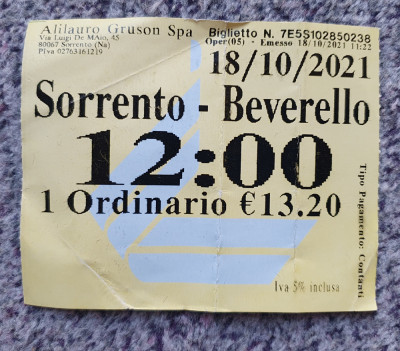 Alilauro Gruson Spa
Via Luigi De MAio, 45
80067 Sorrento (Na)
PIva 02763461219
Biglietto N. 7E5S102850238
Oper(05) - Emesso 18/10/2021 11:22
18/10/2021
Sorrento - Beverello
12:00
1 Ordinario €13.20
Tipo Pagamento: Contanti
Iva 5% inclusa